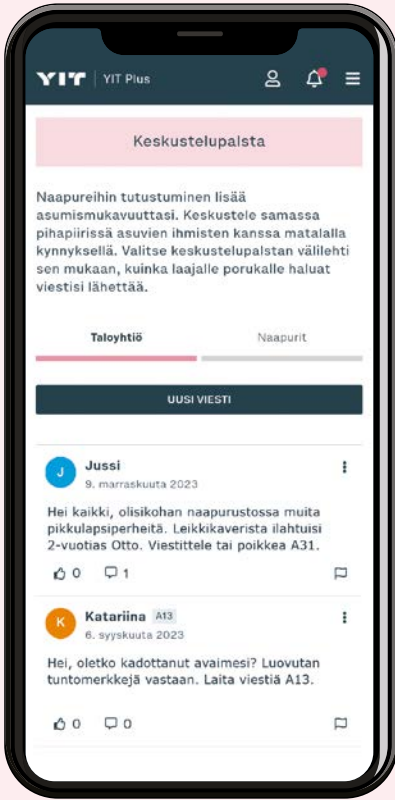 YIT | YIT Plus
Keskustelupalsta
Naapureihin tutustuminen lisää
asumismukavuuttasi. Keskustele samassa
pihapiirissä asuvien ihmisten kanssa matalalla
kynnyksellä. Valitse keskustelupalstan välilehti
sen mukaan, kuinka laajalle porukalle haluat
viestisi lähettää.
Taloyhtiö Naapurit
UUSI VIESTI
J Jussi
9. marraskuuta 2023
Hei kaikki, olisikohan naapurustossa muita
pikkulapsiperheitä. Leikkikaverista ilahtuisi
2-vuotias Otto. Viestittele tai poikkea A31.
0 1
K Katariina A13
6. syyskuuta 2023
Hei, oletko kadottanut avaimesi? Luovutan
tuntomerkkejä vastaan. Laita viestiä A13.
0 0